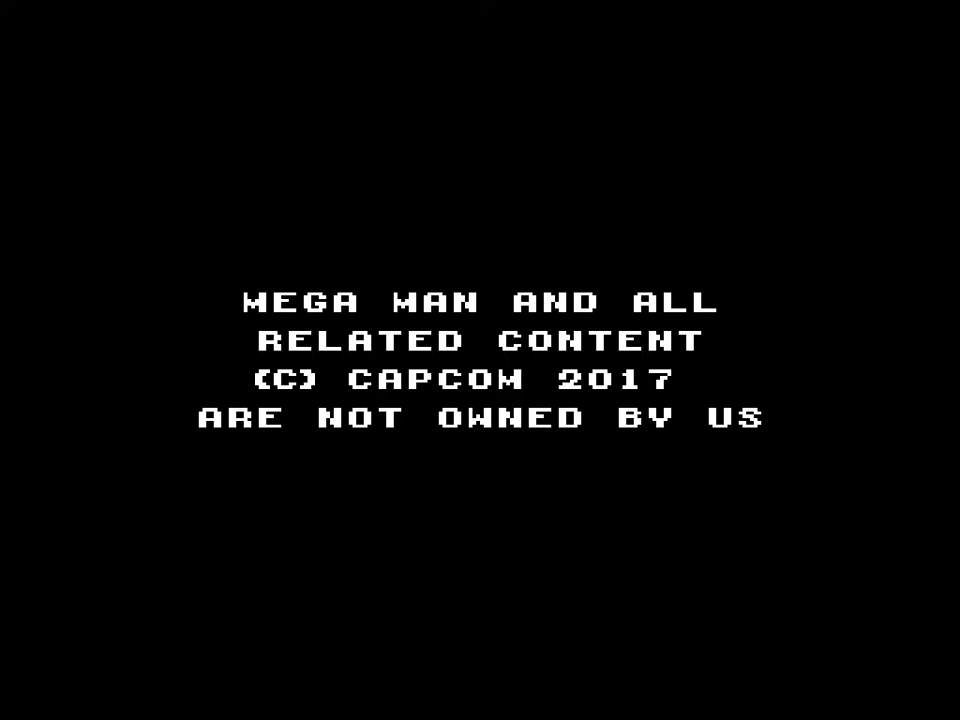 MEGA MAN AND ALL
RELATED CONTENT
(C) CAPCOM 2017
ARE NOT OWNED BY US